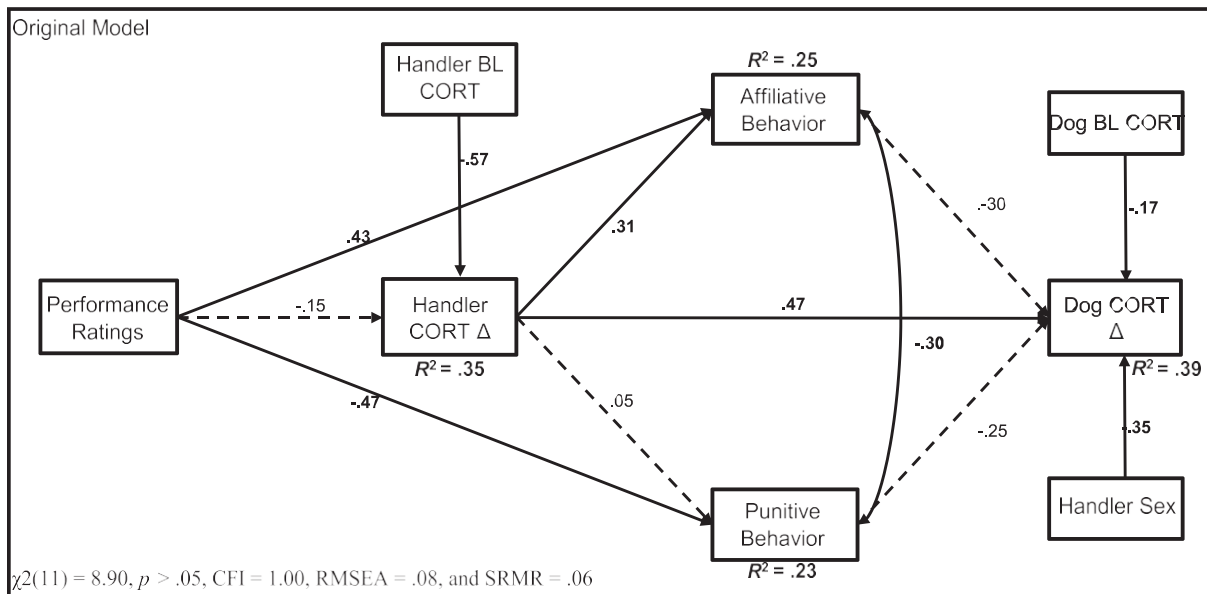 Original Model
Handler BL
CORT
R² = .25
Affiliative
Behavior
Dog BL CORT
-.57
-.30
-.17
.43
.31
Performance
Ratings
-.15
Handler
CORT Δ
R² = .35
.47
-.30
Dog CORT
Δ
R² = .39
-.47
.05
-.25
-.35
Punitive
Behavior
R² = .23
Handler Sex
χ2(11) = 8.90, p > .05, CFI = 1.00, RMSEA = .08, and SRMR = .06